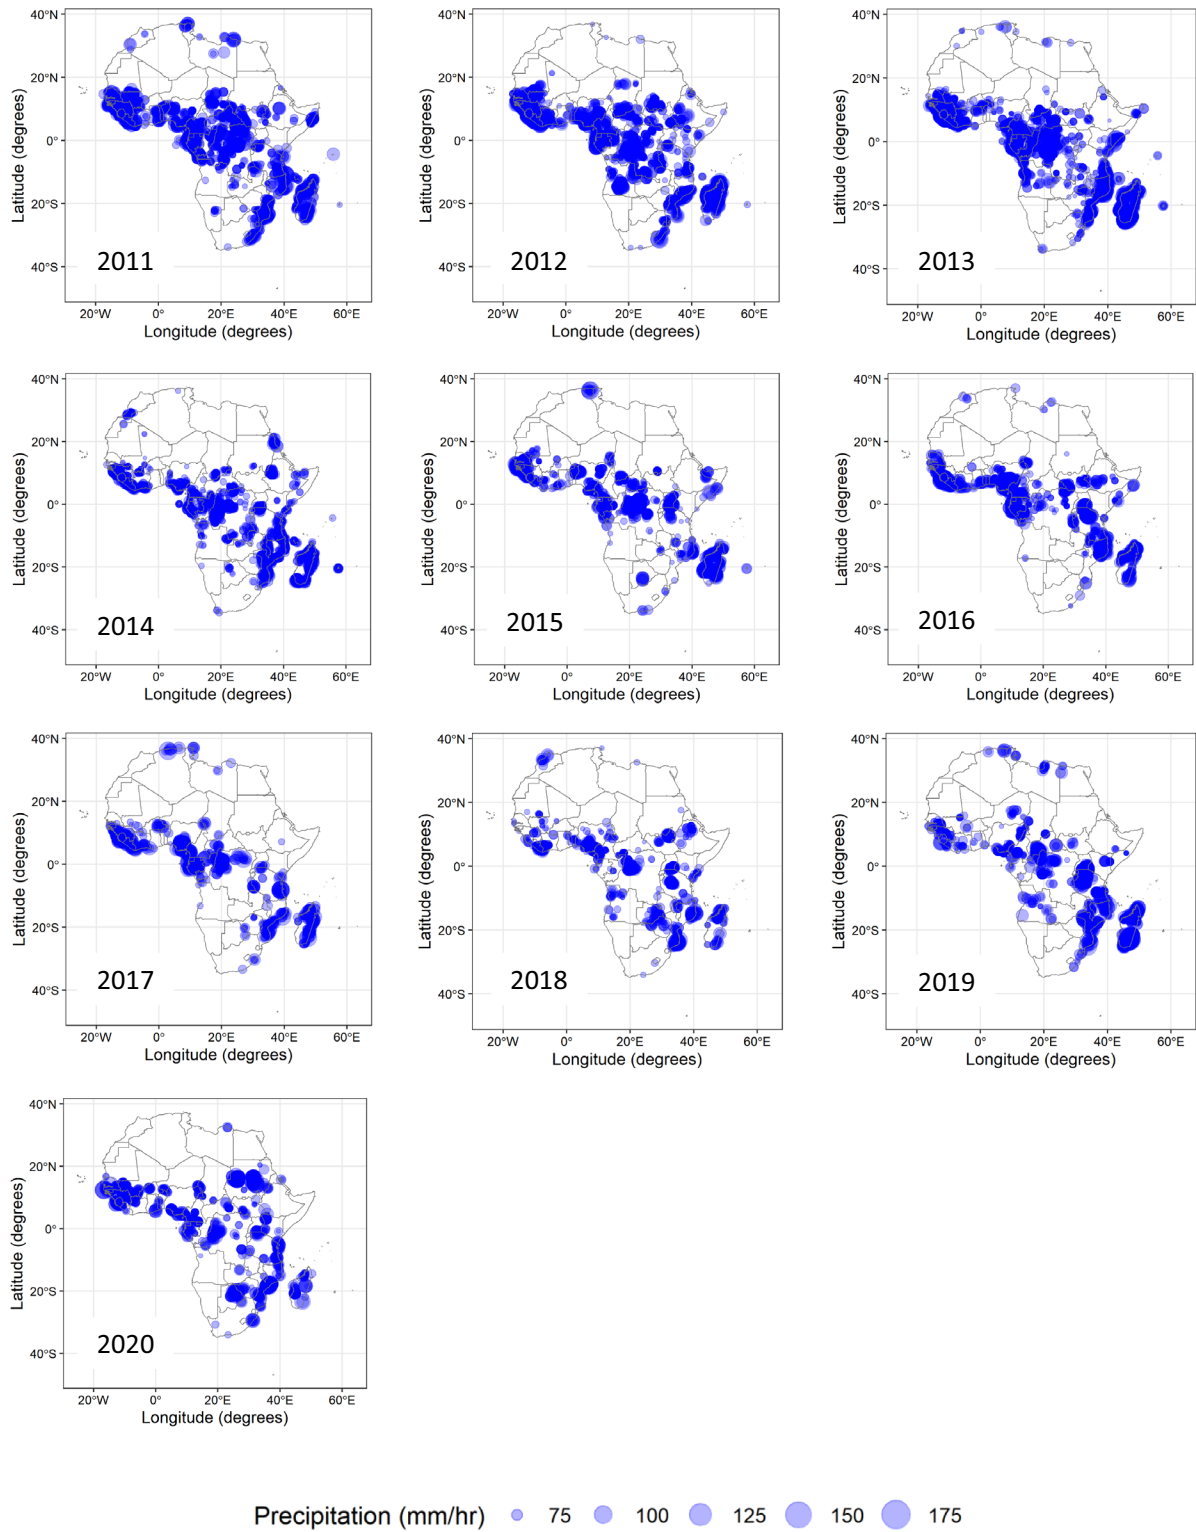 40°N
20°N
0°
20°S
40°S
Latitude (degrees)
2011
20°W 0° 20°E 40°E 60°E
Longitude (degrees)
40°N
20°N
0°
20°S
40°S
Latitude (degrees)
2012
20°W 0° 20°E 40°E 60°E
Longitude (degrees)
40°N
20°N
0°
20°S
40°S
Latitude (degrees)
2013
20°W 0° 20°E 40°E 60°E
Longitude (degrees)
40°N
20°N
0°
20°S
40°S
Latitude (degrees)
2014
20°W 0° 20°E 40°E 60°E
Longitude (degrees)
40°N
20°N
0°
20°S
40°S
Latitude (degrees)
2015
20°W 0° 20°E 40°E 60°E
Longitude (degrees)
40°N
20°N
0°
20°S
40°S
Latitude (degrees)
2016
20°W 0° 20°E 40°E 60°E
Longitude (degrees)
40°N
20°N
0°
20°S
40°S
Latitude (degrees)
2017
20°W 0° 20°E 40°E 60°E
Longitude (degrees)
40°N
20°N
0°
20°S
40°S
Latitude (degrees)
2018
20°W 0° 20°E 40°E 60°E
Longitude (degrees)
40°N
20°N
0°
20°S
40°S
Latitude (degrees)
2019
20°W 0° 20°E 40°E 60°E
Longitude (degrees)
40°N
20°N
0°
20°S
40°S
Latitude (degrees)
2020
20°W 0° 20°E 40°E 60°E
Longitude (degrees)
Precipitation (mm/hr) 75 100 125 150 175